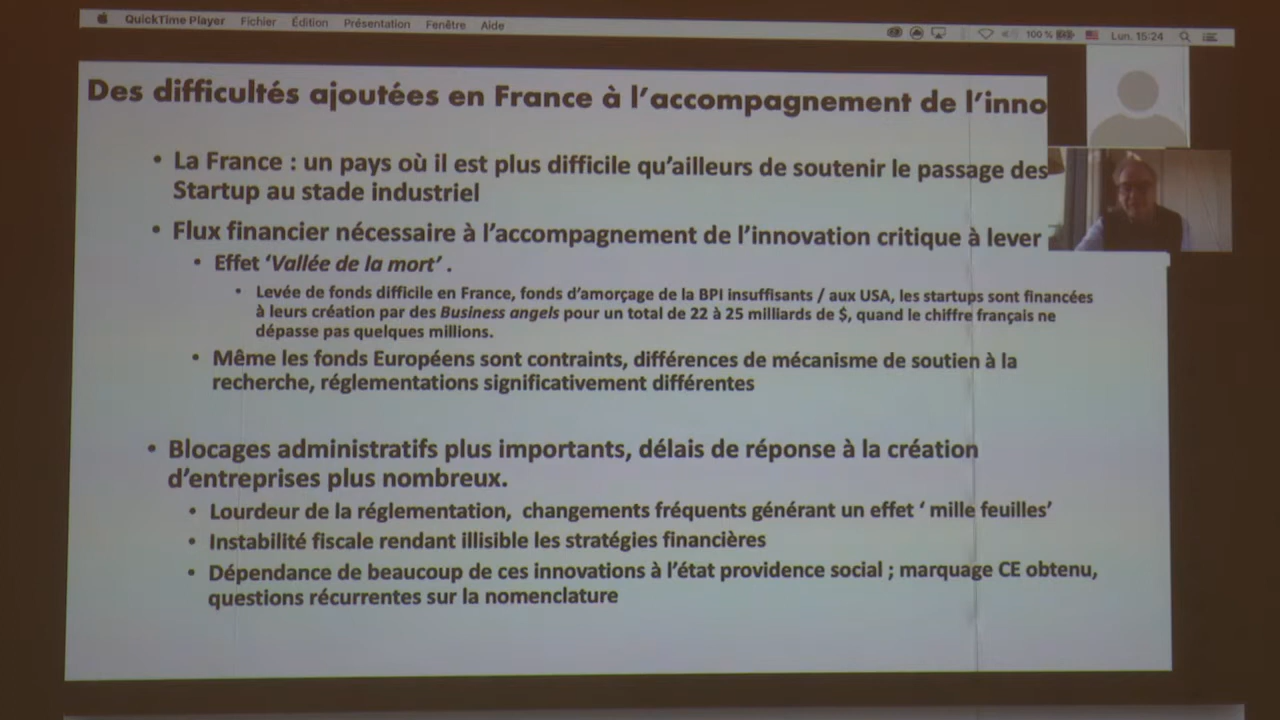 QuickTime Player Fichier Édition Présentation Fenêtre Aide 100 % Lun. 15:24
Des difficultés ajoutées en France à l'accompagnement de l'inno
• La France : un pays où il est plus difficile qu'ailleurs de soutenir le passage des
Startup au stade industriel
• Flux financier nécessaire à l'accompagnement de l'innovation critique à lever
• Effet 'Vallée de la mort' .
• Levée de fonds difficile en France, fonds d'amorçage de la BPI insuffisants / aux USA, les startups sont financées
à leurs création par des Business angels pour un total de 22 à 25 milliards de $, quand le chiffre français ne
dépasse pas quelques millions.
• Même les fonds Européens sont contraints, différences de mécanisme de soutien à la
recherche, réglementations significativement différentes
• Blocages administratifs plus importants, délais de réponse à la création
d'entreprises plus nombreux.
• Lourdeur de la réglementation, changements fréquents générant un effet ' mille feuilles'
• Instabilité fiscale rendant illisible les stratégies financières
• Dépendance de beaucoup de ces innovations à l'état providence social ; marquage CE obtenu,
questions récurrentes sur la nomenclature